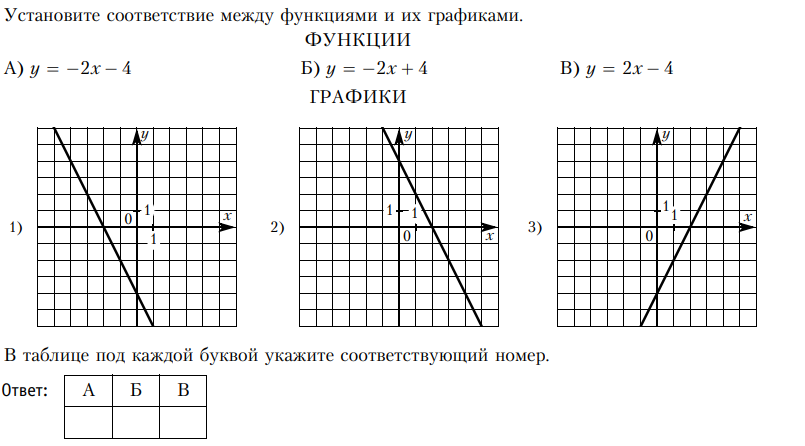 Установите соответствие между функциями и их графиками.
ФУНКЦИИ
А) y = −2x − 4 Б) y = −2x + 4 В) y = 2x − 4
ГРАФИКИ
1) y 1 0 x 1
2) y 1 1 0 x
3) y 1 1 0 x
В таблице под каждой буквой укажите соответствующий номер.
Ответ: А Б В